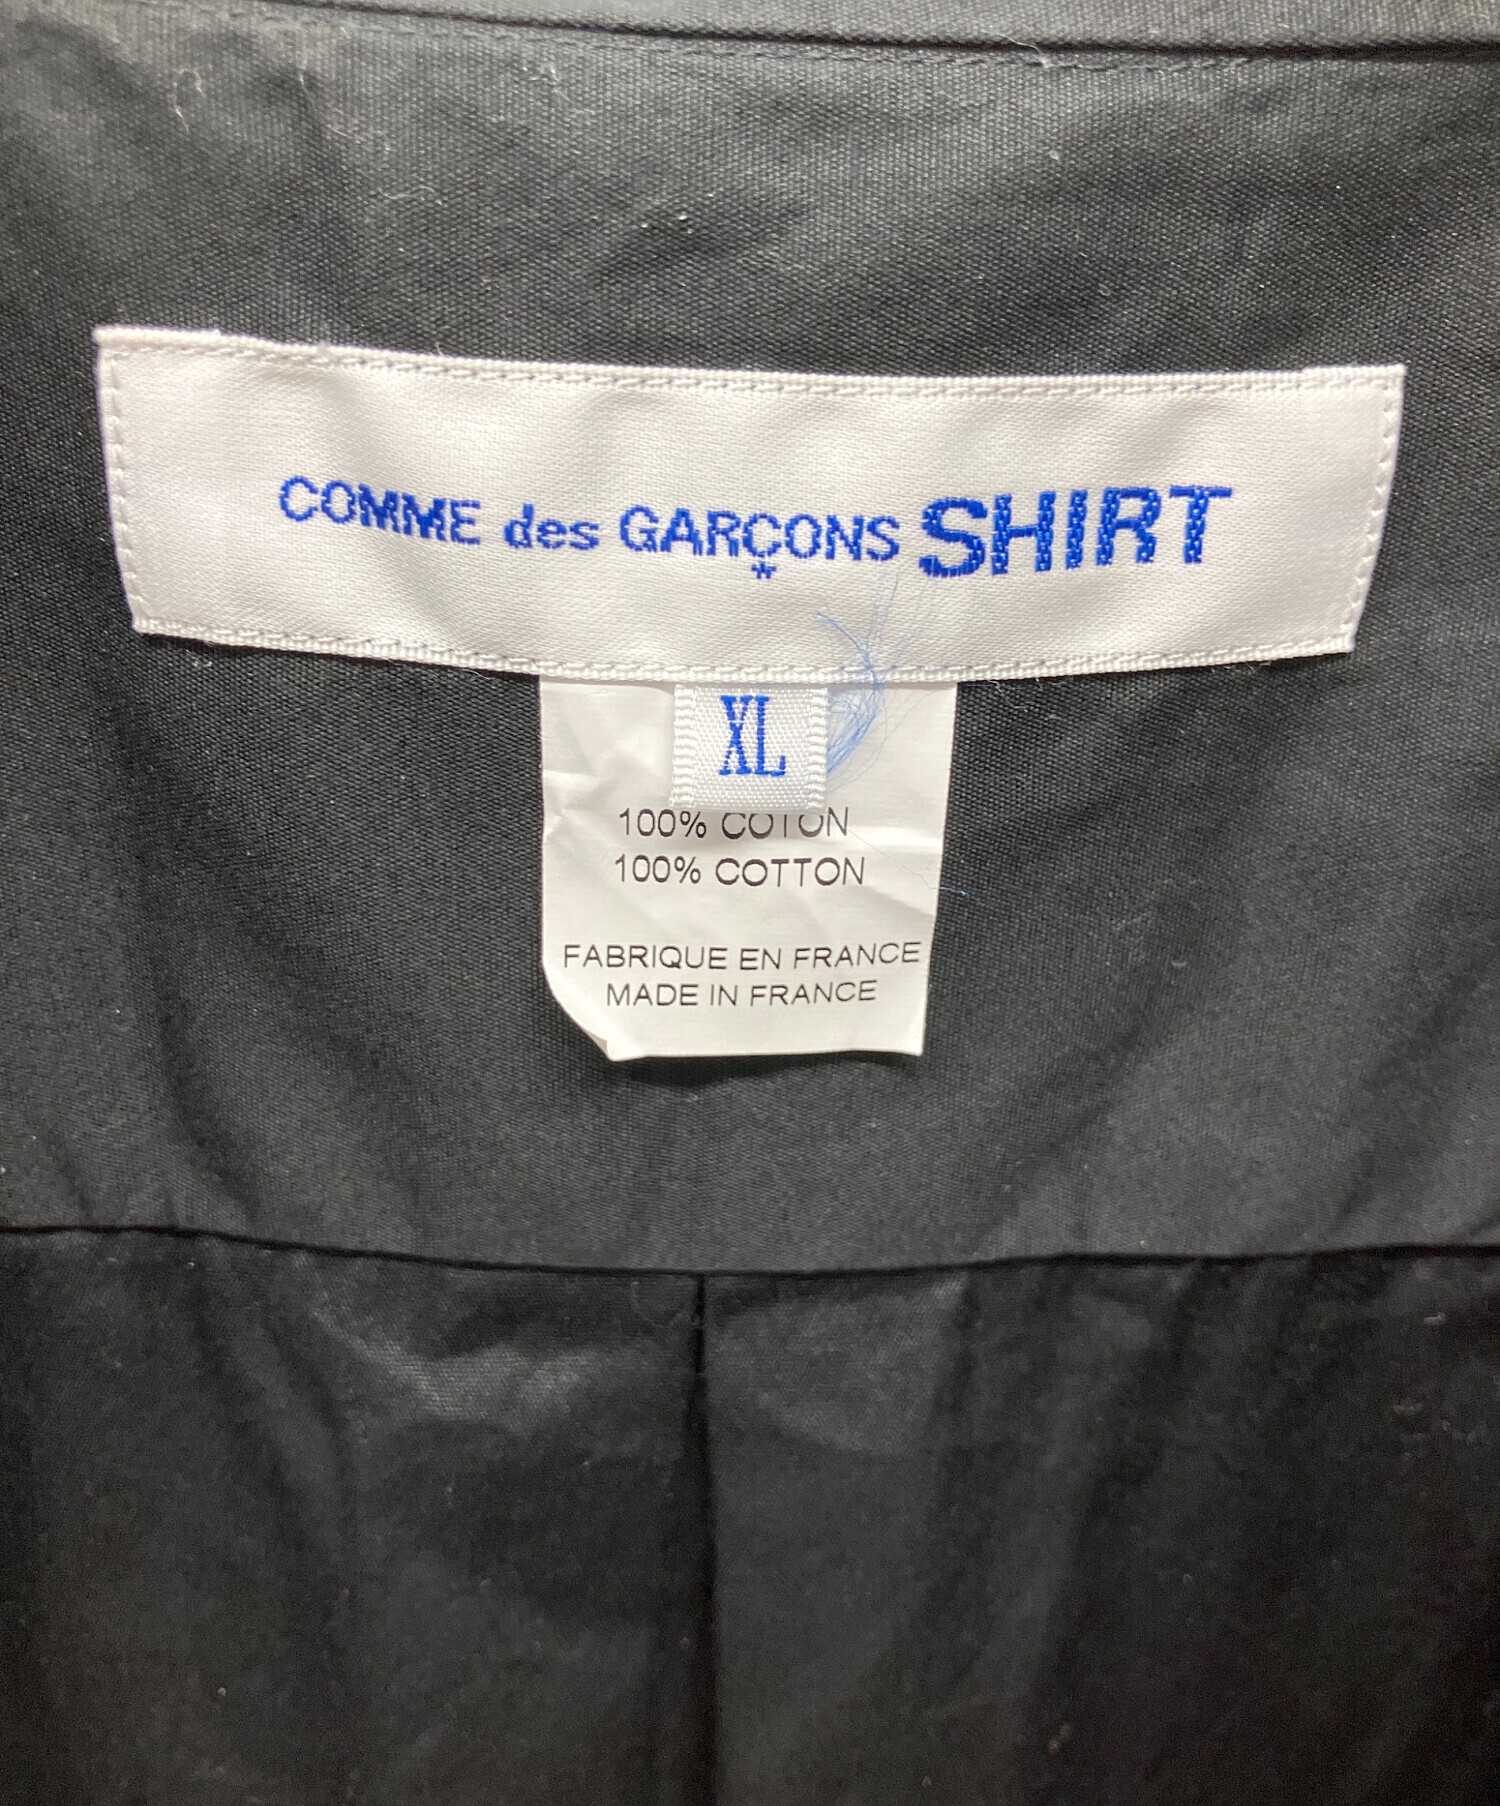 COMME des GARÇONS SHIRT
XL
100% COTON
100% COTTON
FABRIQUE EN FRANCE
MADE IN FRANCE